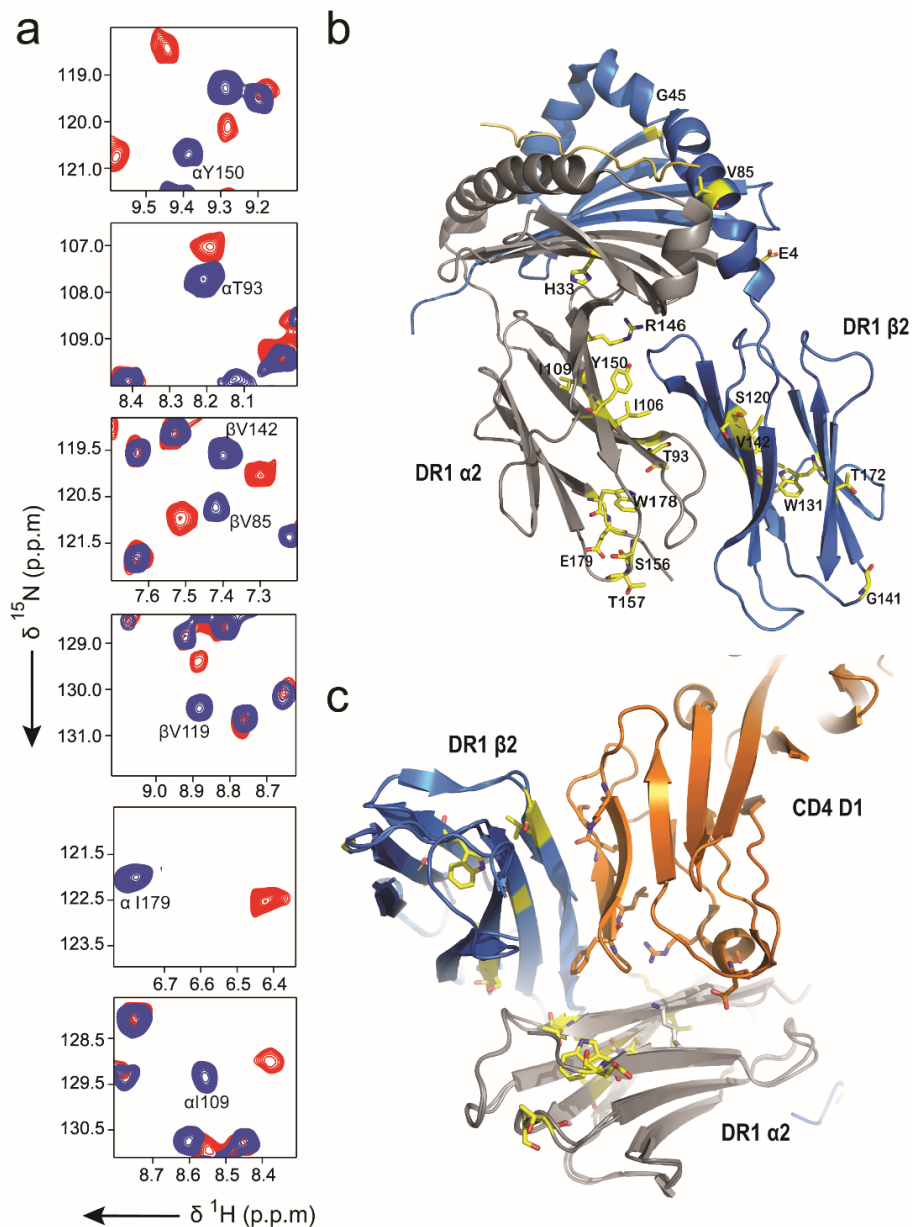 a
119.0
120.0
121.0
αY150
9.5 9.4 9.3 9.2
107.0
108.0
109.0
αT93
8.4 8.3 8.2 8.1
119.5
120.5
121.5
βV142
βV85
7.6 7.5 7.4 7.3
129.0
130.0
131.0
βV119
9.0 8.9 8.8 8.7
121.5
122.5
123.5
α I179
6.7 6.6 6.5 6.4
128.5
129.5
130.5
αI109
8.7 8.6 8.5 8.4
δ ¹⁵N (p.p.m)
δ ¹H (p.p.m)
b
G45
V85
E4
H33
R146
DR1 β2
I109
Y150
I106
S120
V142
T93
T172
W131
DR1 α2
W178
E179
S156
T157
G141
c
DR1 β2
CD4 D1
DR1 α2